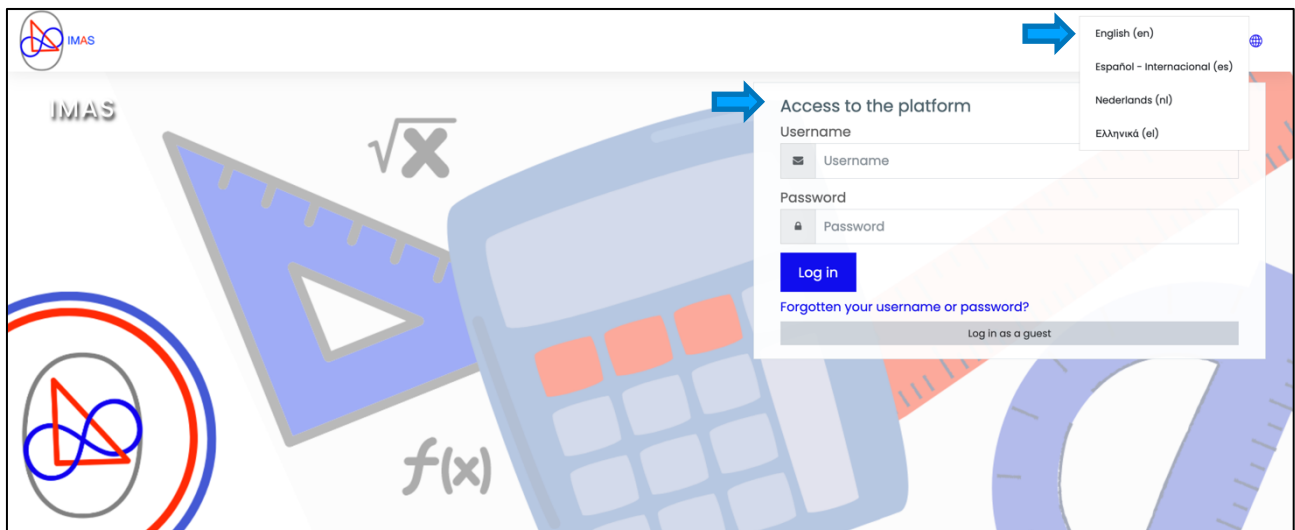 IMAS
English (en)
Español - Internacional (es)
Nederlands (nl)
Ελληνικά (el)
IMAS
Access to the platform
Username
Username
Password
Password
Log in
Forgotten your username or password?
Log in as a guest
√x
f(x)